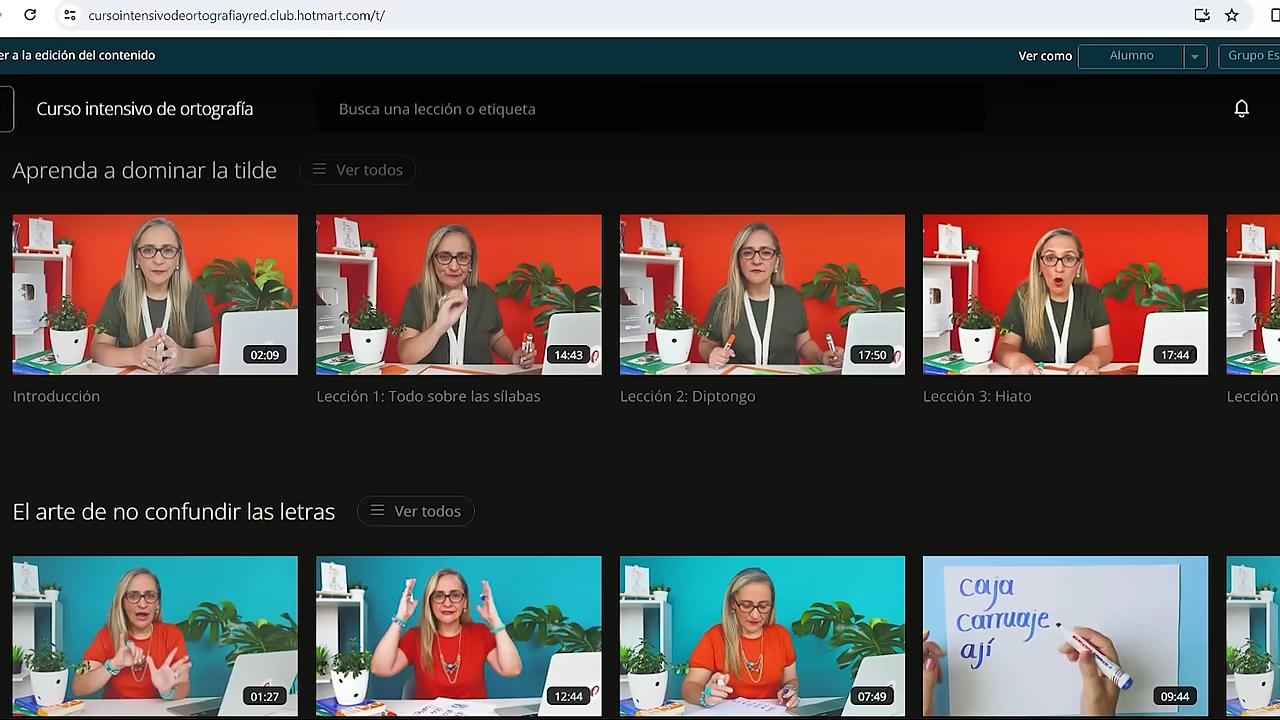 cursointensivodeortografiayred.club.hotmart.com/t/
er a la edición del contenido
Ver como
Alumno
Grupo Es
Curso intensivo de ortografía
Busca una lección o etiqueta
Aprenda a dominar la tilde
Ver todos
02:09
14:43
17:50
17:44
Introducción
Lección 1: Todo sobre las sílabas
Lección 2: Diptongo
Lección 3: Hiato
Lección
El arte de no confundir las letras
Ver todos
caja
carruaje
ají
01:27
12:44
07:49
09:44